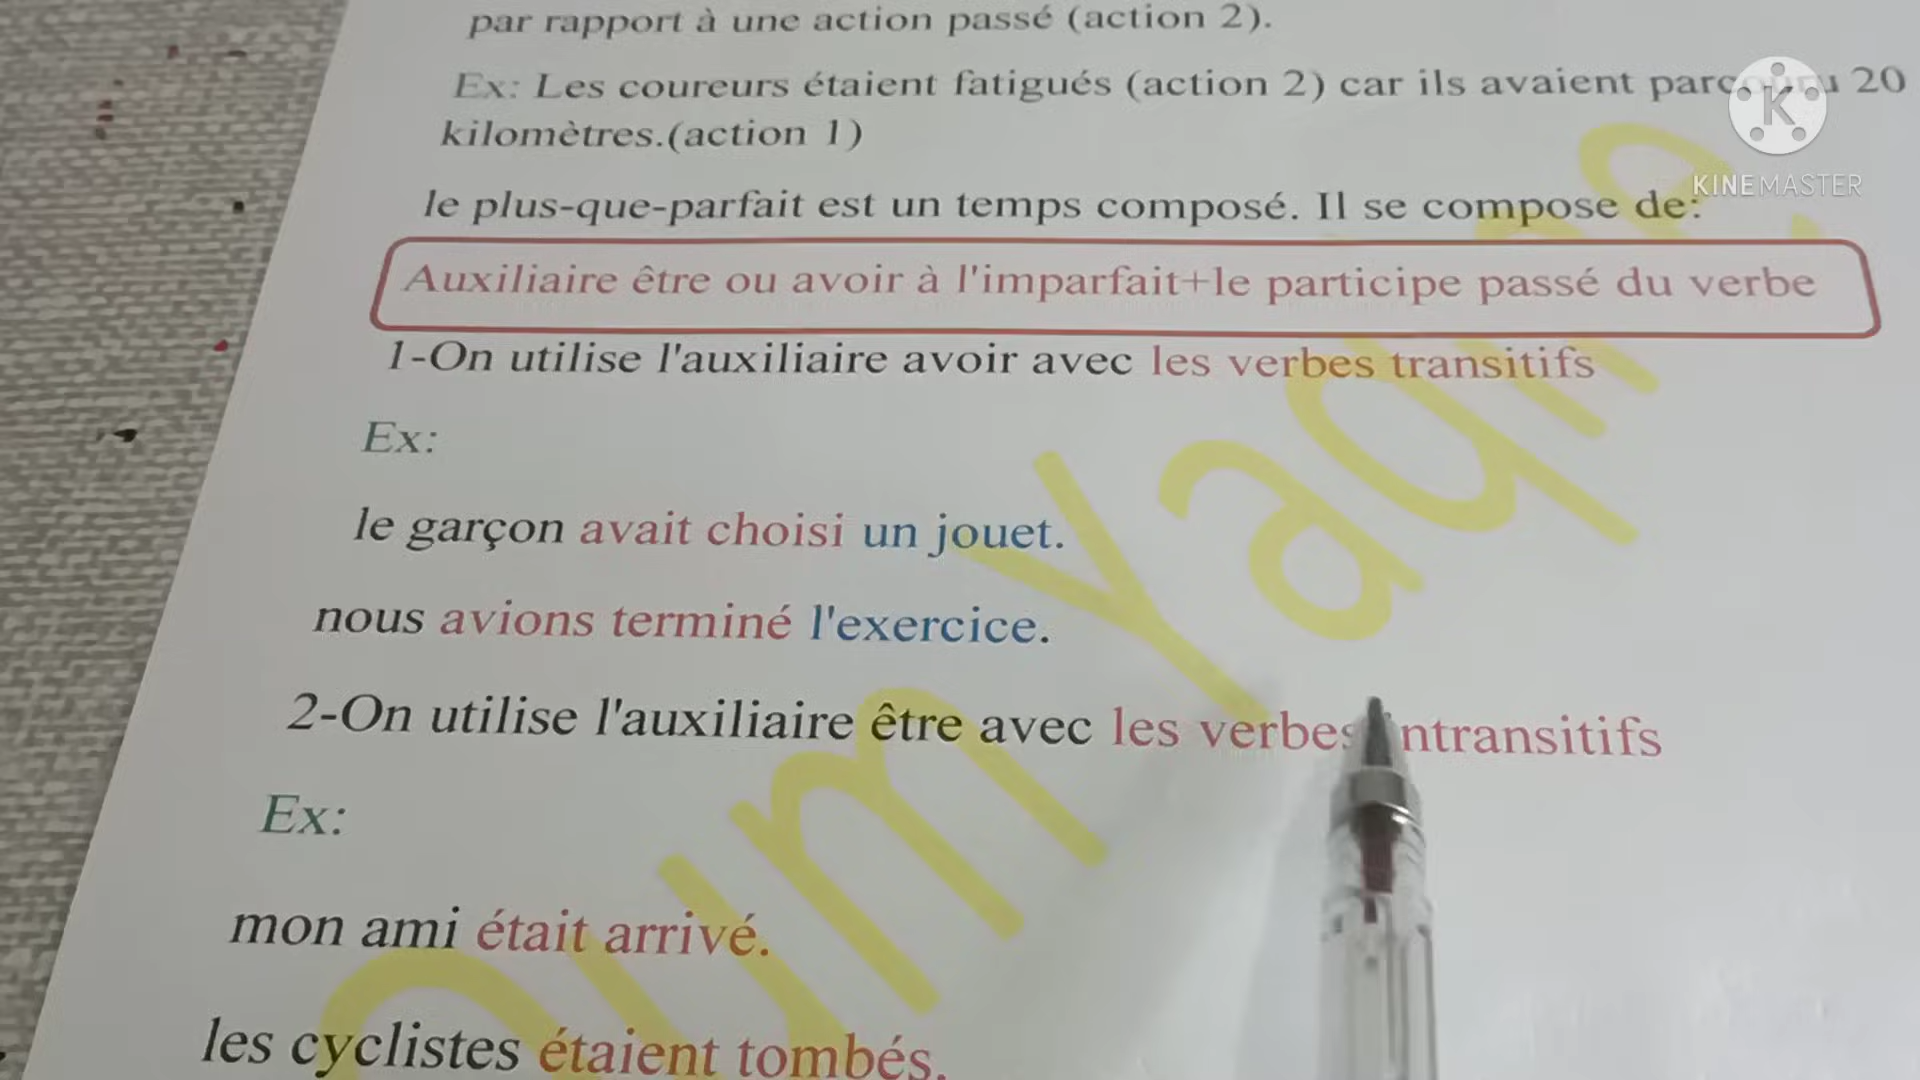 par rapport à une action passé (action 2).
Ex: Les coureurs étaient fatigués (action 2) car ils avaient parcouru 20
kilomètres.(action 1)
K
KINEMASTER
le plus-que-parfait est un temps composé. Il se compose de:
Auxiliaire être ou avoir à l'imparfait+le participe passé du verbe
1-On utilise l'auxiliaire avoir avec les verbes transitifs
Ex:
le garçon avait choisi un jouet.
nous avions terminé l'exercice.
2-On utilise l'auxiliaire être avec les verbes intransitifs
Ex:
mon ami était arrivé.
les cyclistes étaient tombés.
Oum Yaqine